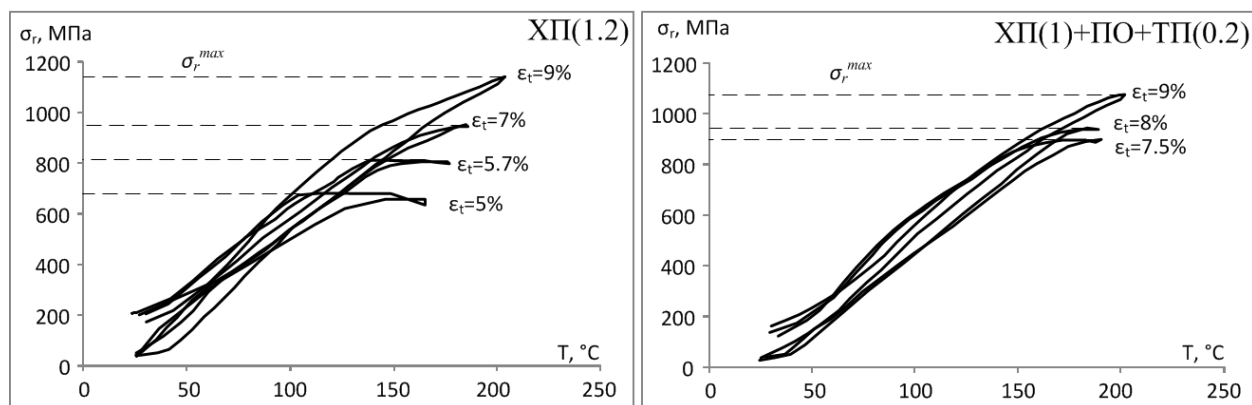 σr, МПа
ХП(1.2)
1200
σr^max
εt=9%
1000
εt=7%
800
εt=5.7%
600
εt=5%
400
200
T, °C
0
0 50 100 150 200 250
σr, МПа
ХП(1)+ПО+ТП(0.2)
1200
σr^max
εt=9%
1000
εt=8%
εt=7.5%
800
600
400
200
T, °C
0
0 50 100 150 200 250